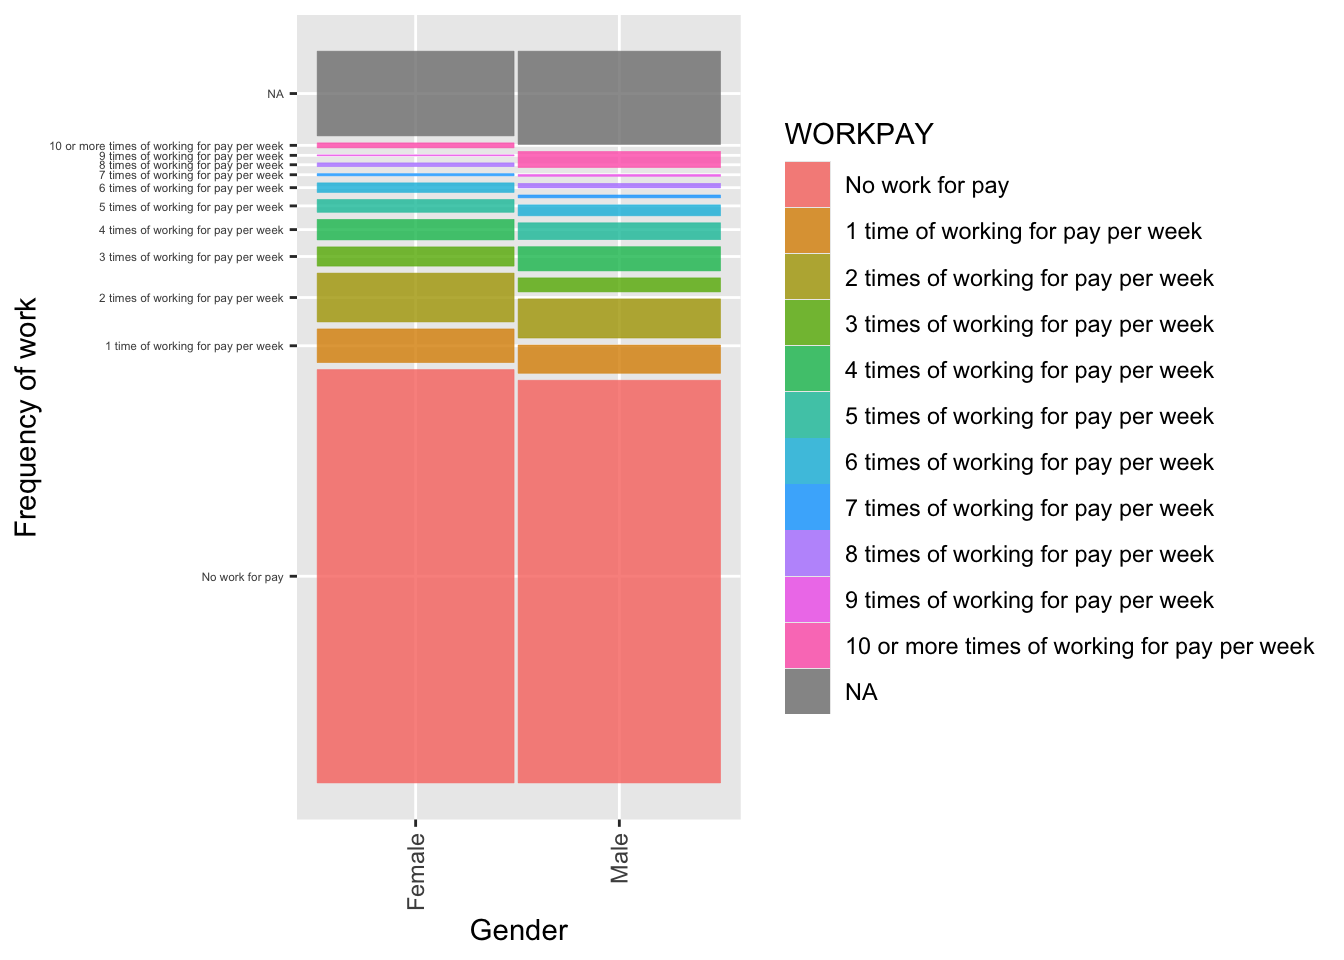 Frequency of work
NA
10 or more times of working for pay per week
9 times of working for pay per week
8 times of working for pay per week
7 times of working for pay per week
6 times of working for pay per week
5 times of working for pay per week
4 times of working for pay per week
3 times of working for pay per week
2 times of working for pay per week
1 time of working for pay per week
No work for pay
Female
Male
Gender
WORKPAY
No work for pay
1 time of working for pay per week
2 times of working for pay per week
3 times of working for pay per week
4 times of working for pay per week
5 times of working for pay per week
6 times of working for pay per week
7 times of working for pay per week
8 times of working for pay per week
9 times of working for pay per week
10 or more times of working for pay per week
NA